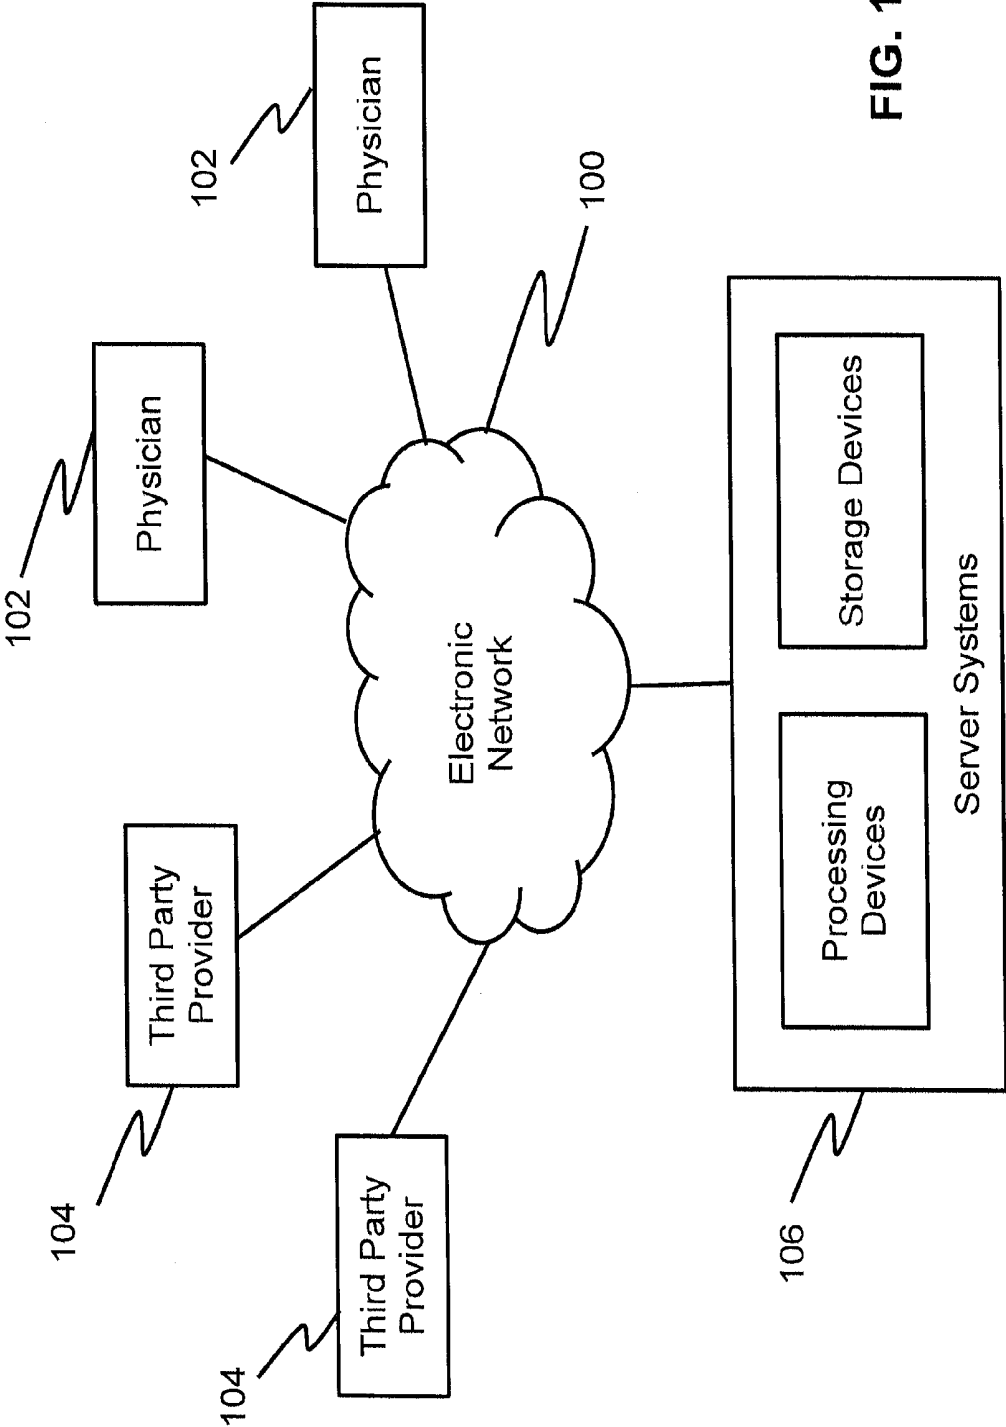 102
104
Third Party
Provider
Physician
102
104
Third Party
Provider
Physician
Electronic
Network
100
106
Processing
Devices
Storage Devices
Server Systems
FIG. 1